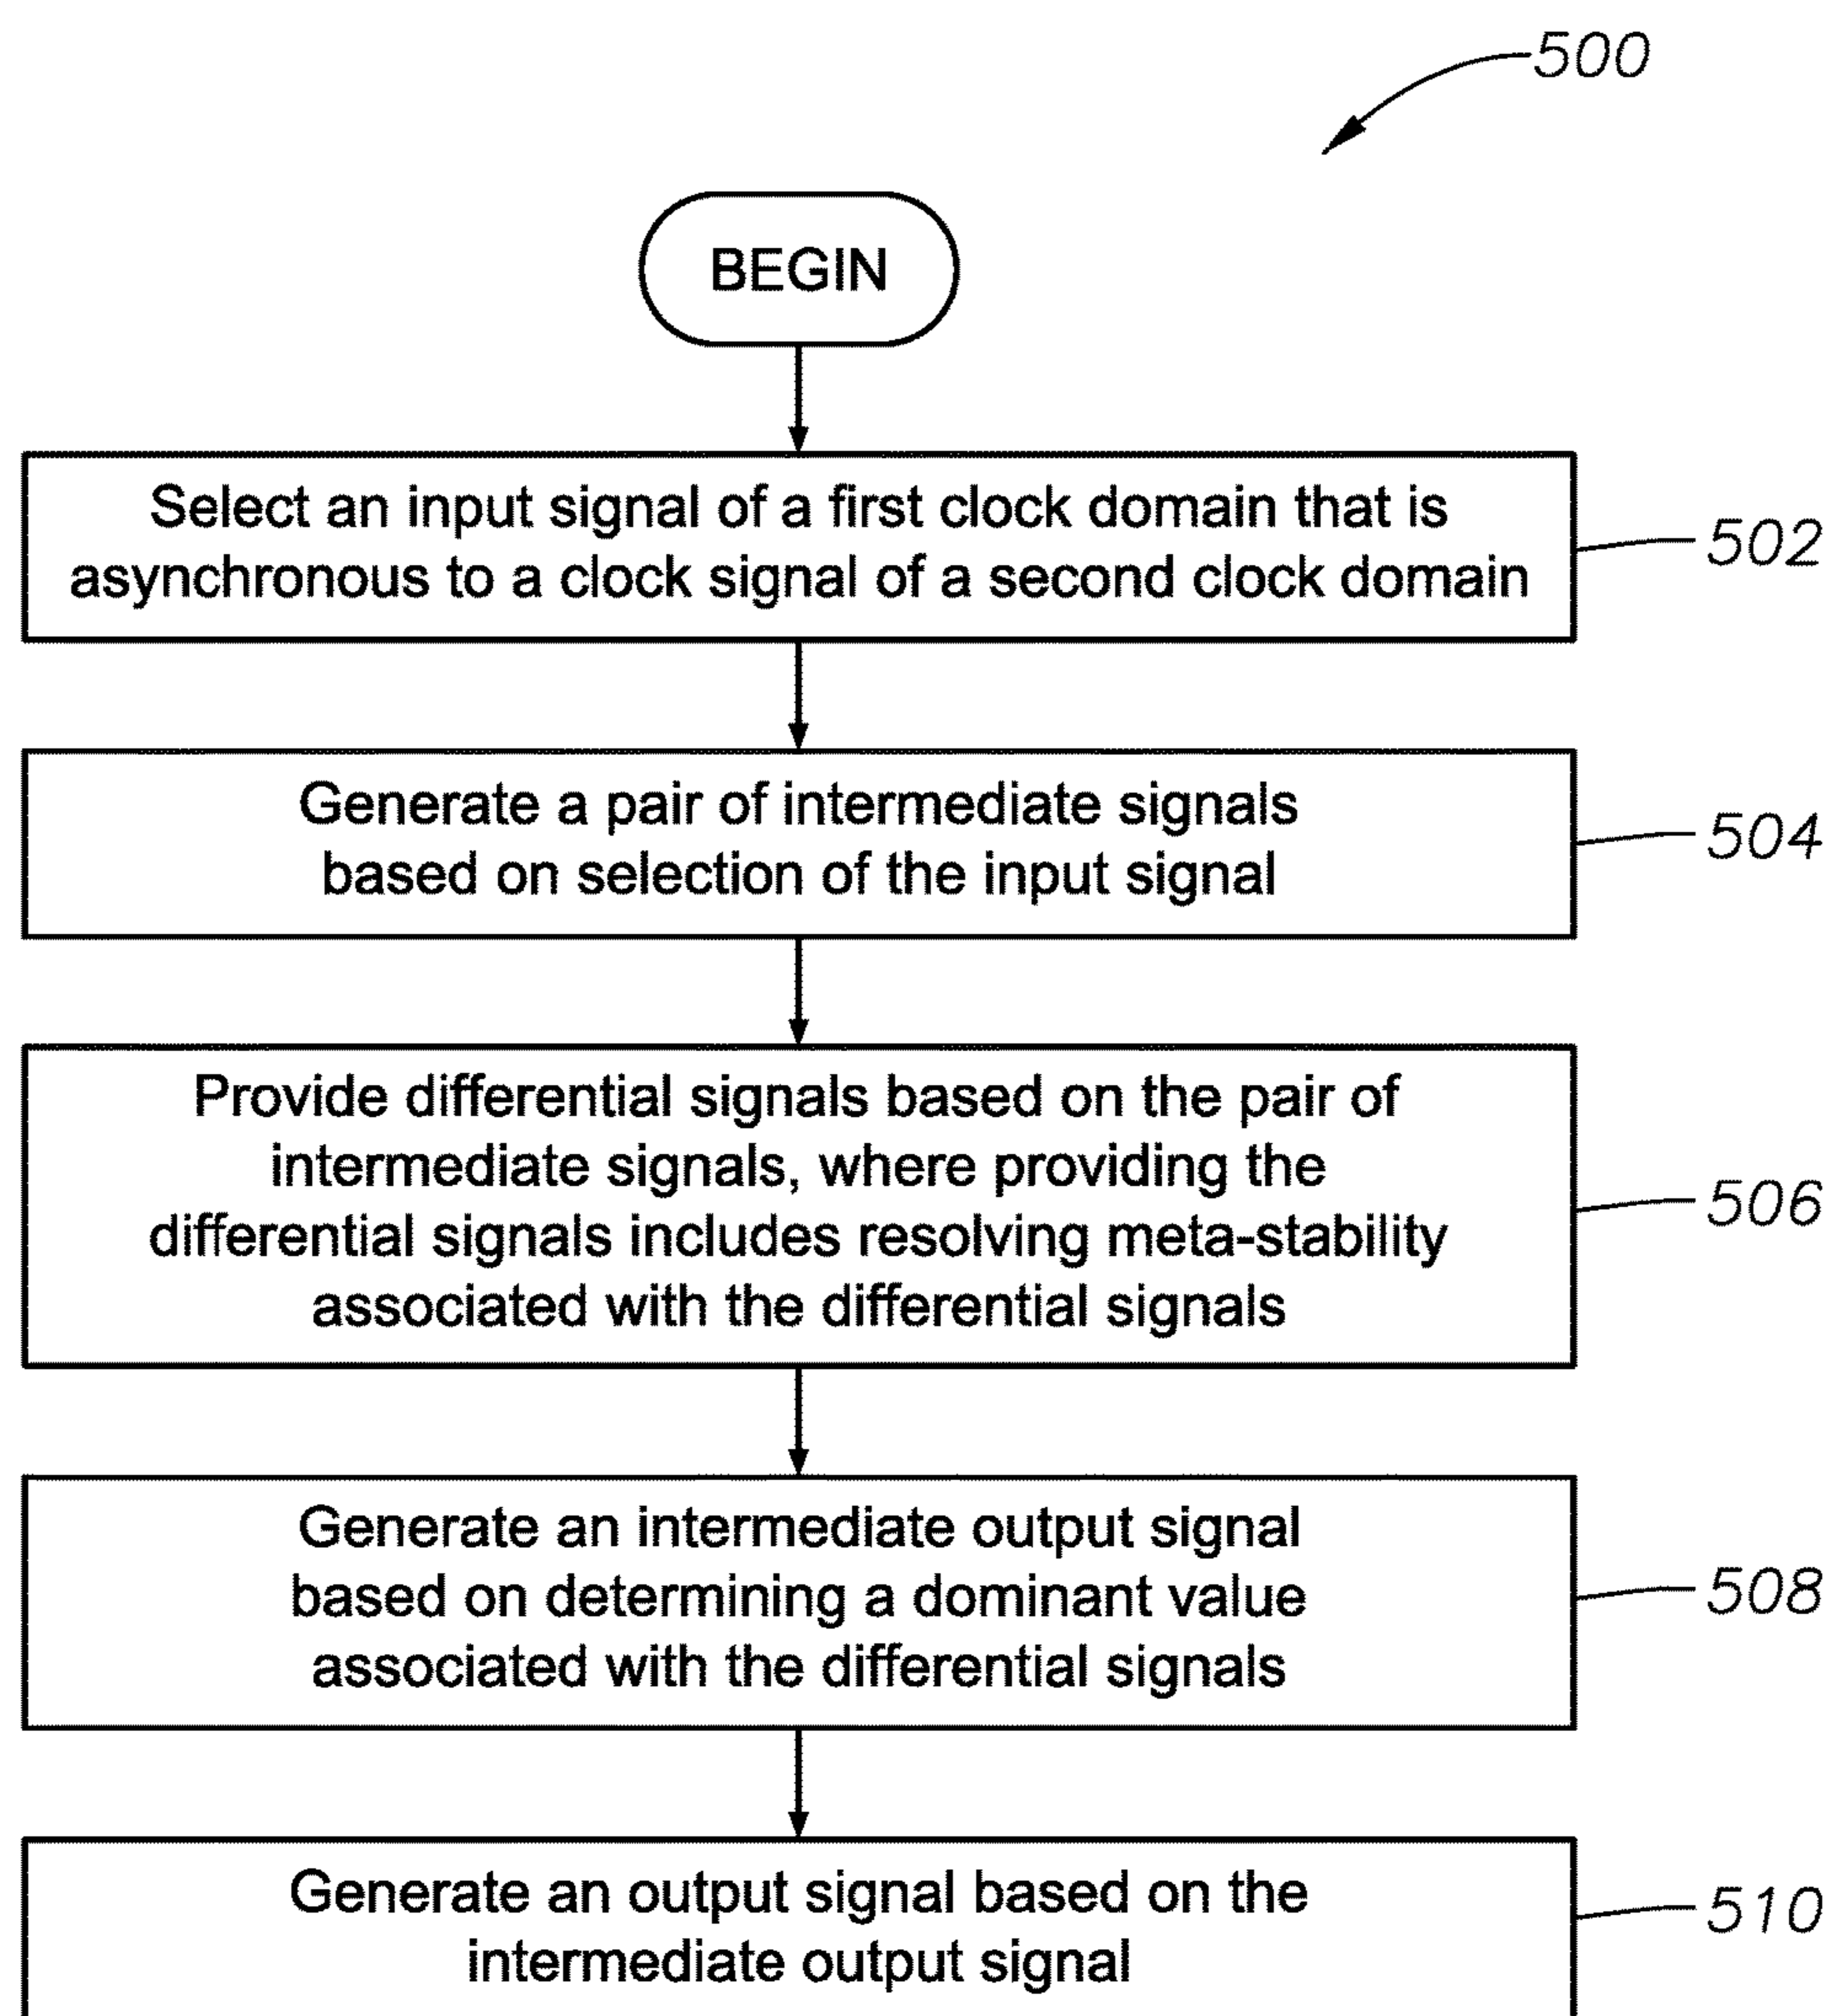 500
BEGIN
Select an input signal of a first clock domain that is
asynchronous to a clock signal of a second clock domain
502
Generate a pair of intermediate signals
based on selection of the input signal
504
Provide differential signals based on the pair of
intermediate signals, where providing the
differential signals includes resolving meta-stability
associated with the differential signals
506
Generate an intermediate output signal
based on determining a dominant value
associated with the differential signals
508
Generate an output signal based on the
intermediate output signal
510